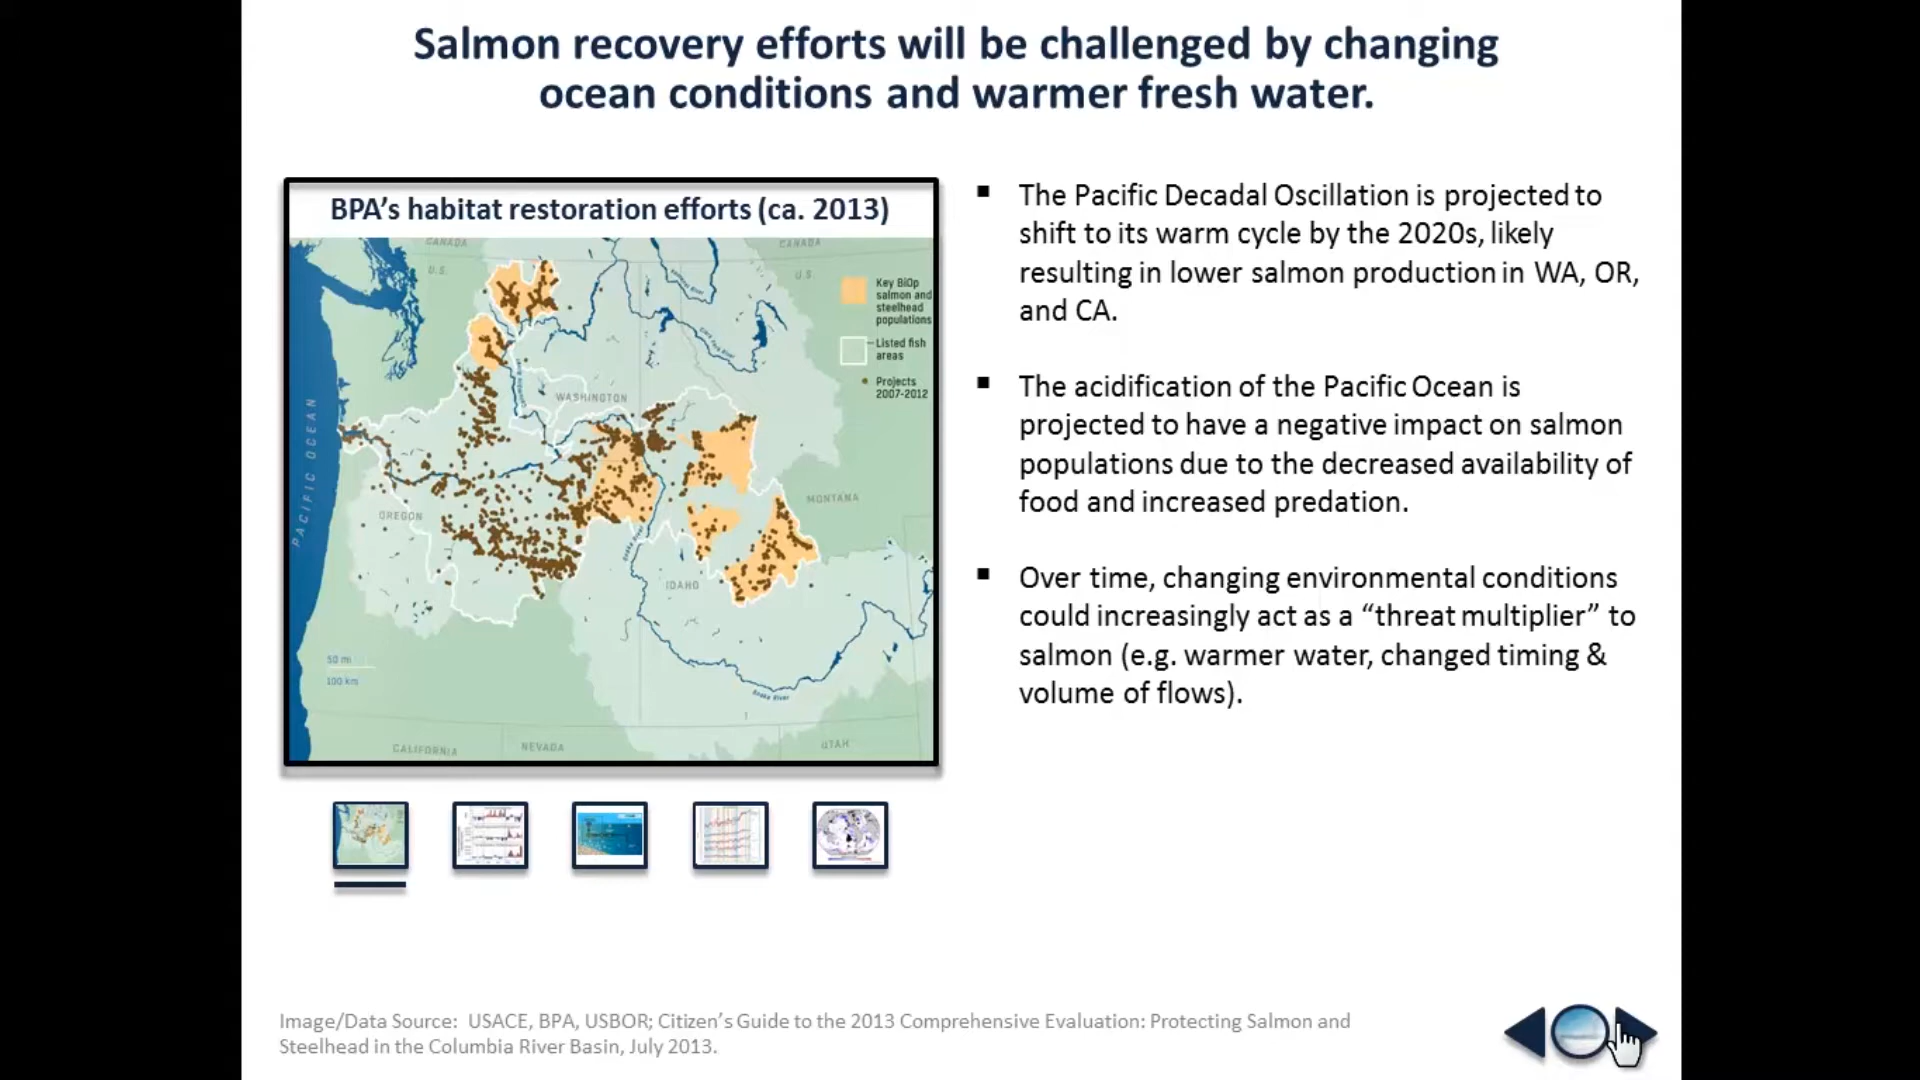 Salmon recovery efforts will be challenged by changing
ocean conditions and warmer fresh water.
BPA's habitat restoration efforts (ca. 2013)
CANADA
CANADA
U.S.
U.S.
Key BiOp
salmon and
steelhead
populations
Listed fish
areas
Projects
2007-2012
WASHINGTON
PACIFIC OCEAN
MONTANA
OREGON
Snake River
IDAHO
50 mi
100 km
Snake River
CALIFORNIA
NEVADA
UTAH
▪ The Pacific Decadal Oscillation is projected to
shift to its warm cycle by the 2020s, likely
resulting in lower salmon production in WA, OR,
and CA.
▪ The acidification of the Pacific Ocean is
projected to have a negative impact on salmon
populations due to the decreased availability of
food and increased predation.
▪ Over time, changing environmental conditions
could increasingly act as a “threat multiplier” to
salmon (e.g. warmer water, changed timing &
volume of flows).
Image/Data Source: USACE, BPA, USBOR; Citizen's Guide to the 2013 Comprehensive Evaluation: Protecting Salmon and
Steelhead in the Columbia River Basin, July 2013.